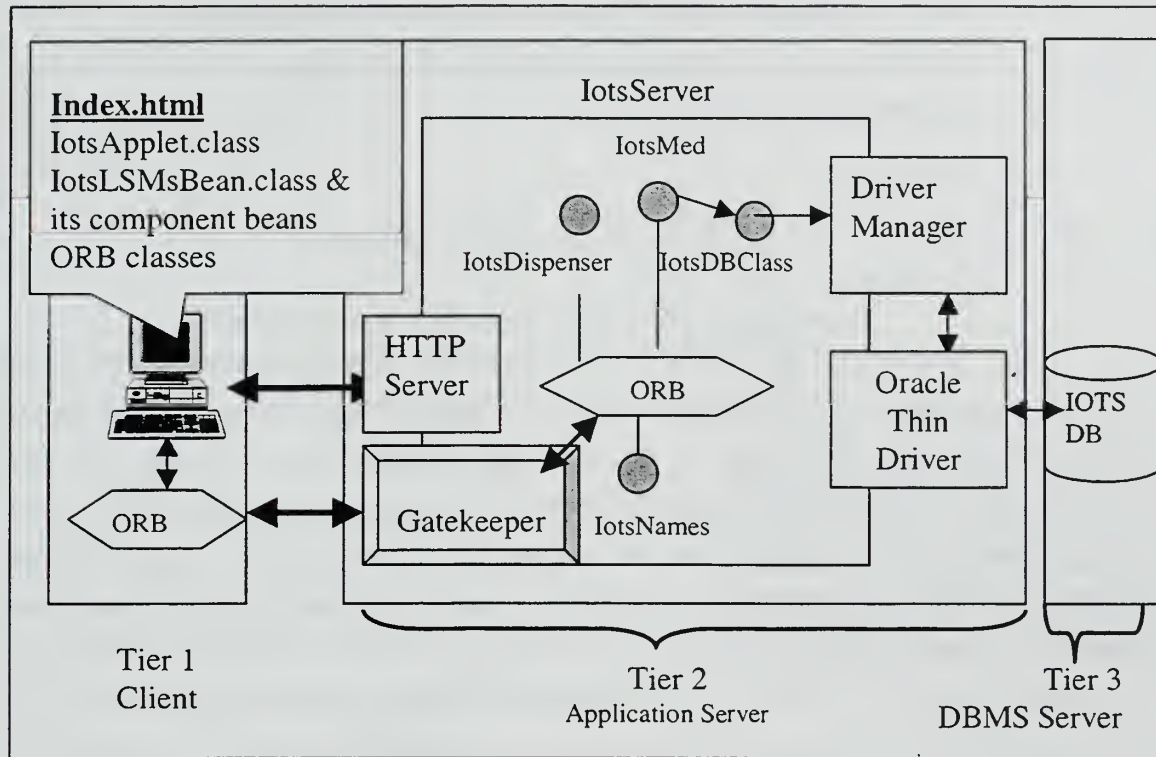 Index.html
IotsApplet.class
IotsLSMsBean.class &
its component beans
ORB classes
IotsServer
IotsMed
IotsDispenser
IotsDBClass
Driver
Manager
HTTP
Server
ORB
Oracle
Thin
Driver
IOTS
DB
ORB
Gatekeeper
IotsNames
Tier 1
Client
Tier 2
Application Server
Tier 3
DBMS Server